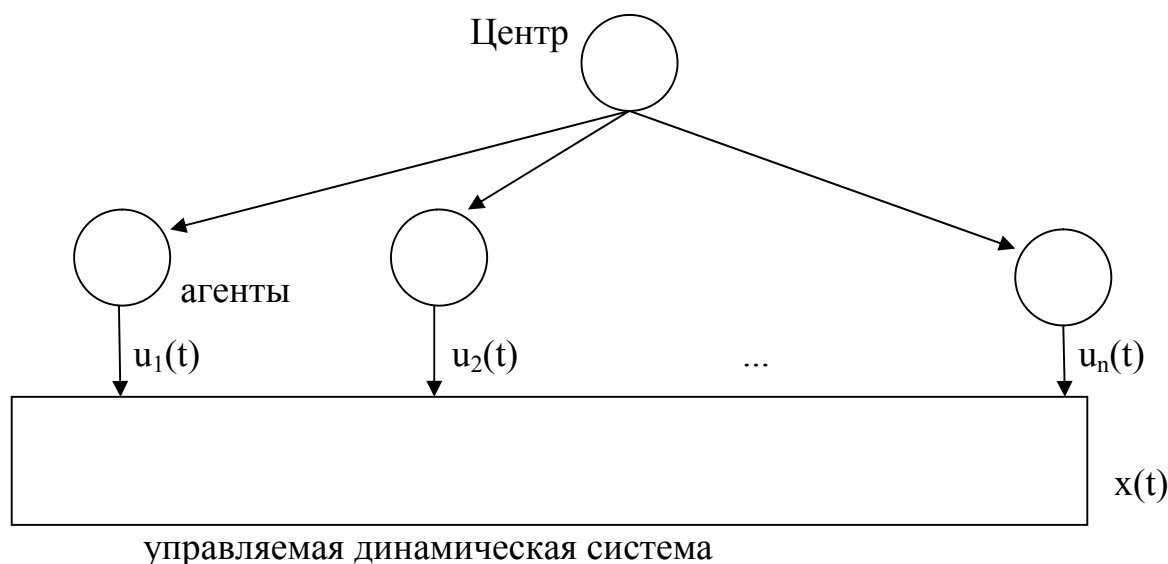 Центр
агенты
u₁(t)
u₂(t)
...
uₙ(t)
x(t)
управляемая динамическая система